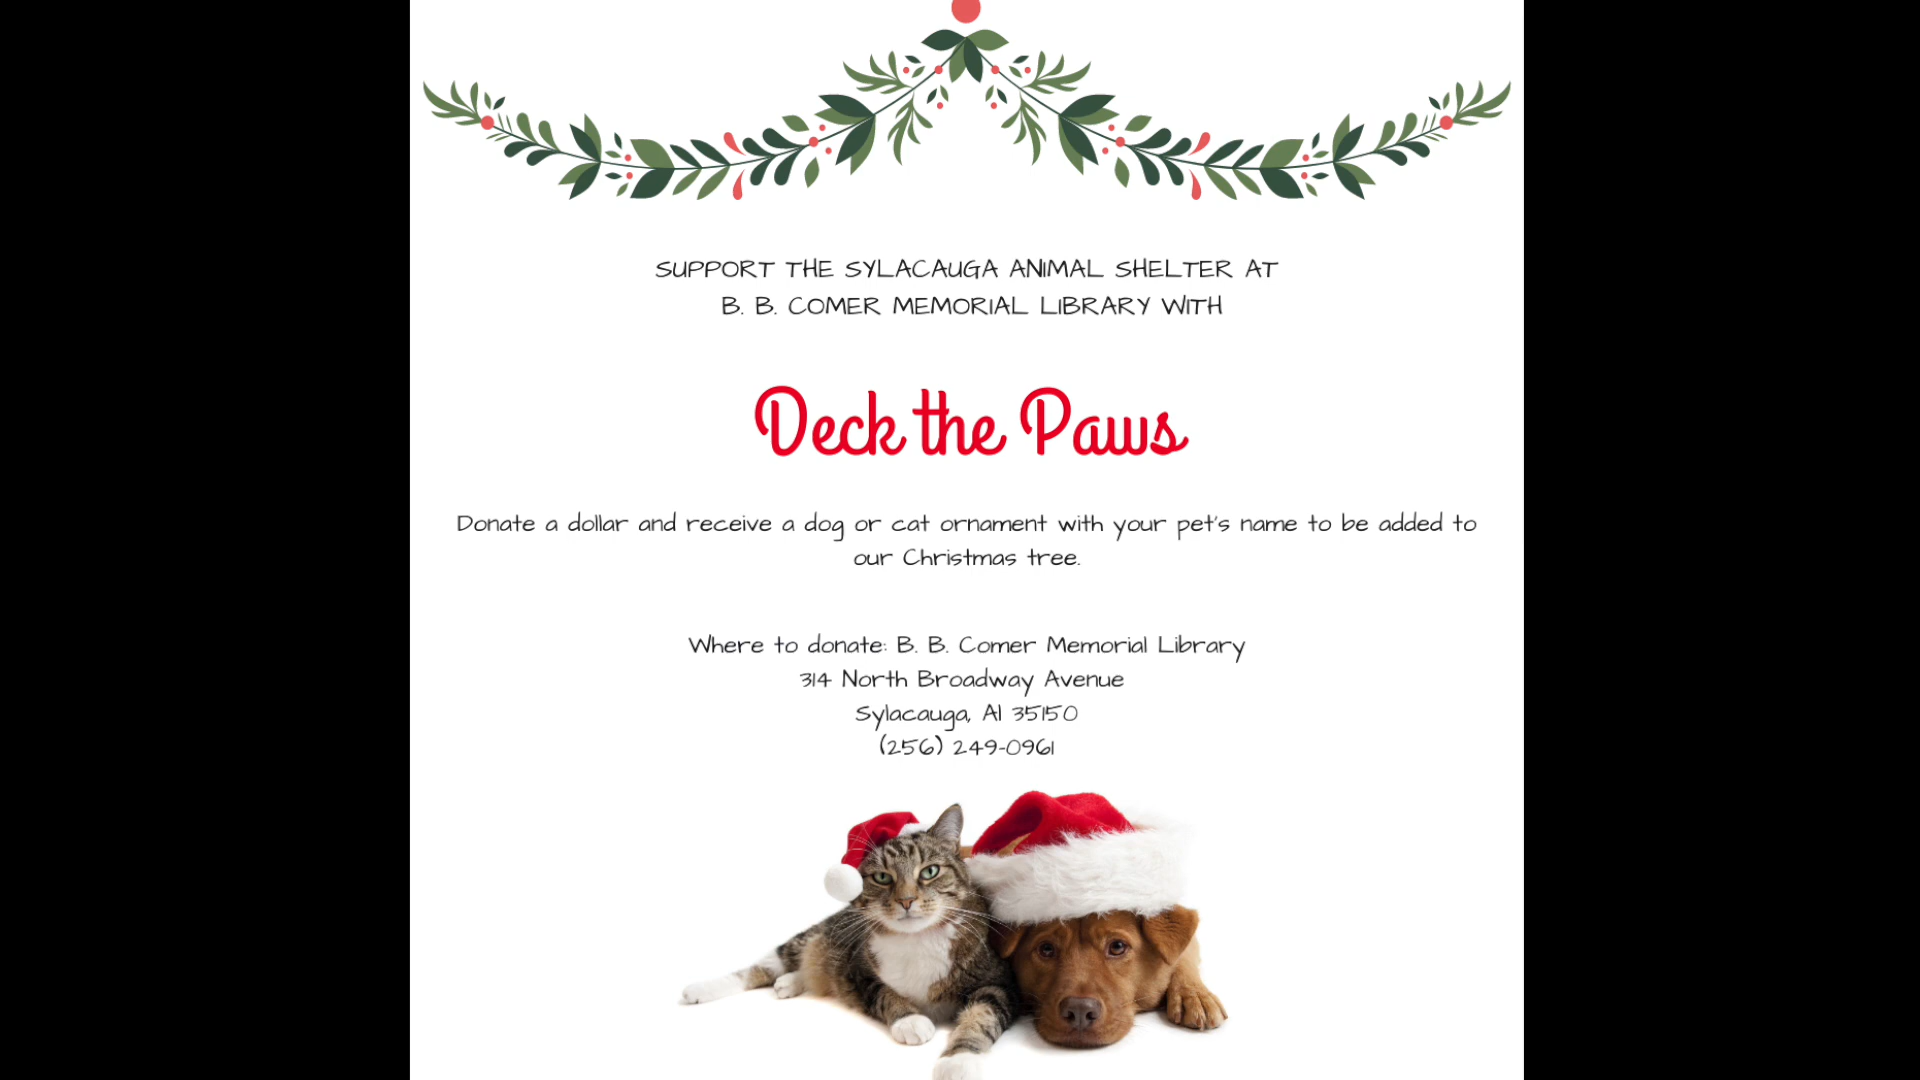 SUPPORT THE SYLACAUGA ANIMAL SHELTER AT
B. B. COMER MEMORIAL LIBRARY WITH
Deck the Paws
Donate a dollar and receive a dog or cat ornament with your pet's name to be added to
our Christmas tree.
Where to donate: B. B. Comer Memorial Library
314 North Broadway Avenue
Sylacauga, Al 35150
(256) 249-0961